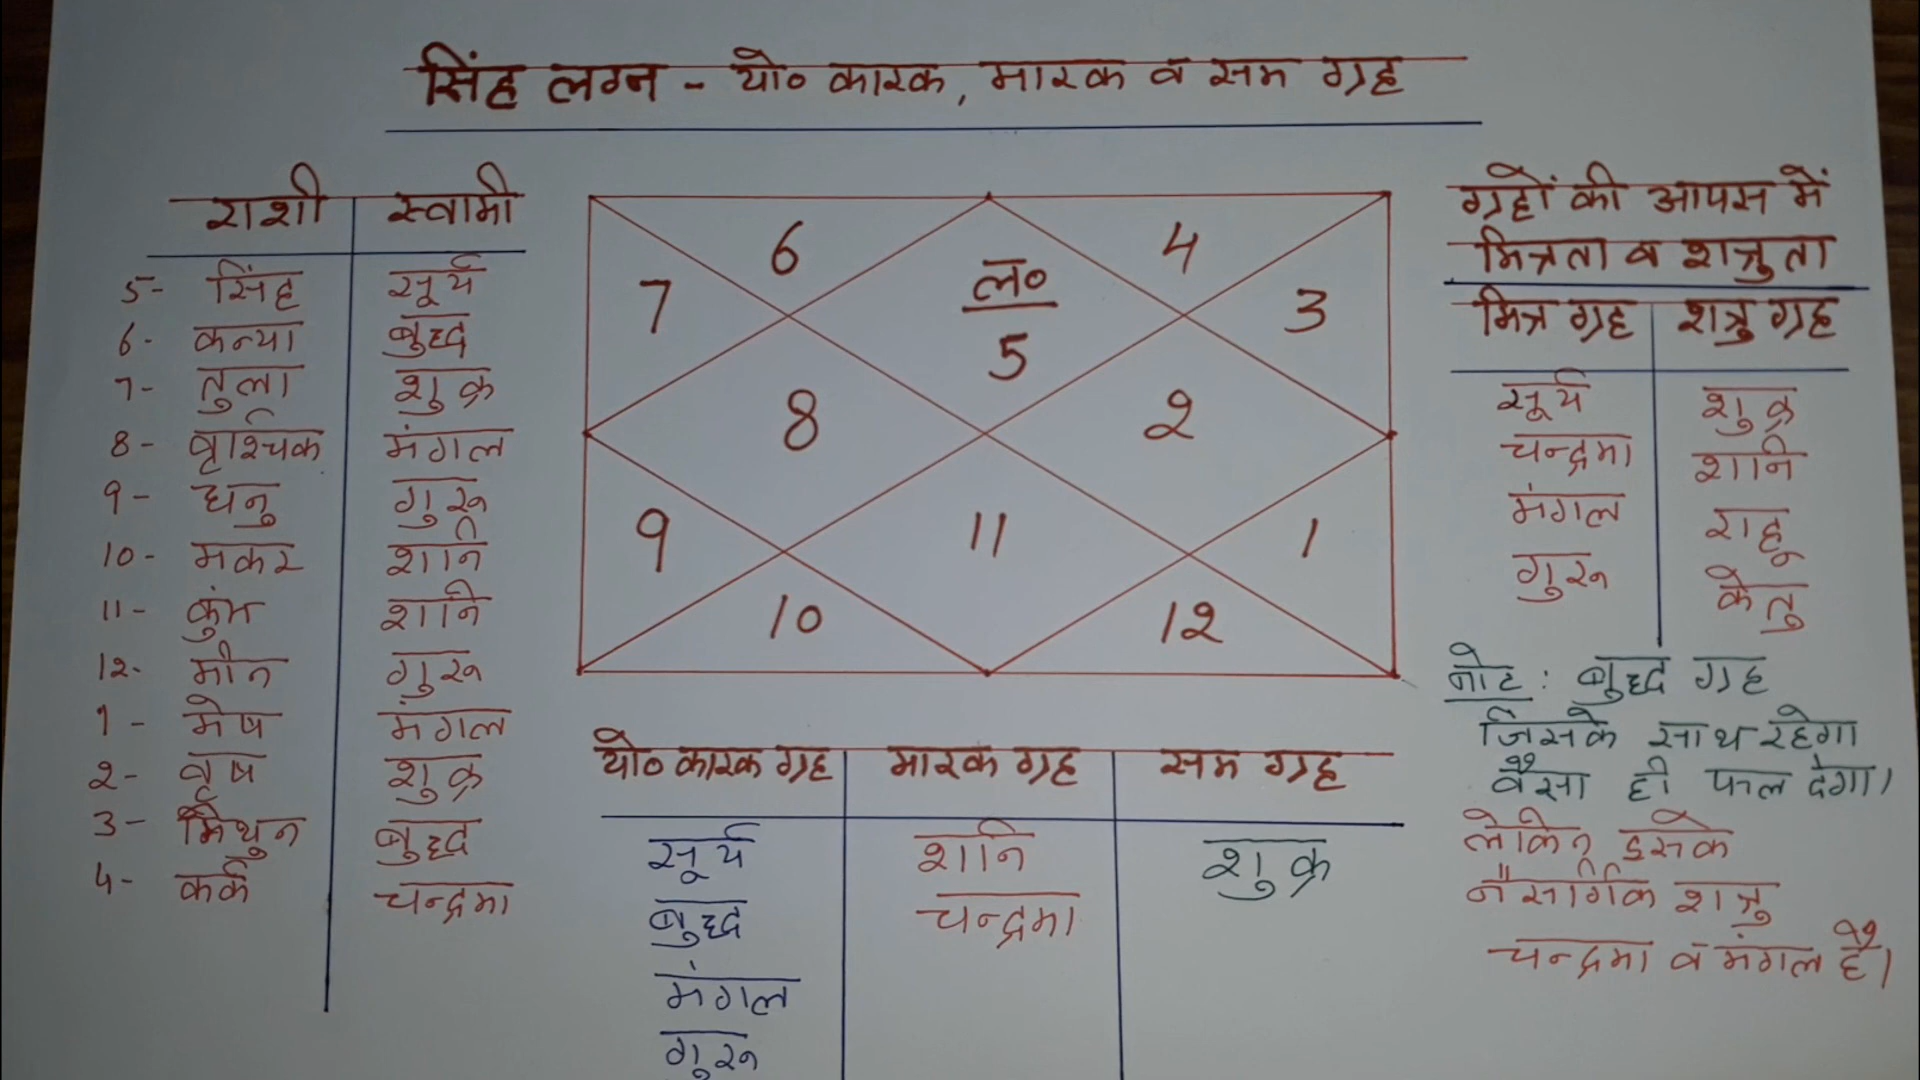 सिंह लग्न - यो० कारक, मारक व सम ग्रह
राशी स्वामी
5- सिंह सूर्य
6- कन्या बुद्ध
7- तुला शुक्र
8- वृश्चिक मंगल
9- धनु गुरू
10- मकर शनि
11- कुंभ शनि
12- मीन गुरू
1- मेष मंगल
2- वृष शुक्र
3- मिथुन बुद्ध
4- कर्क चन्द्रमा
6
4
7
ल०
5
3
8
2
9
11
1
10
12
ग्रहों की आपस में
मित्रता व शत्रुता
मित्र ग्रह शत्रु ग्रह
सूर्य शुक्र
चन्द्रमा शनि
मंगल राहू
गुरू केतु
नोट: बुद्ध ग्रह
जिसके साथ रहेगा
वैसा ही फल देगा।
लेकिन इसके
नैसर्गिक शत्रु
चन्द्रमा व मंगल है।
यो० कारक ग्रह मारक ग्रह सम ग्रह
सूर्य शनि शुक्र
बुद्ध चन्द्रमा
मंगल
गुरू